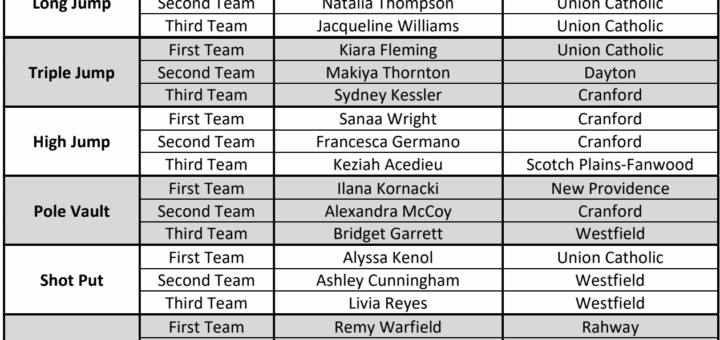 Long Jump Second Team Natalia Thompson Union Catholic
Third Team Jacqueline Williams Union Catholic
Triple Jump First Team Kiara Fleming Union Catholic
Second Team Makiya Thornton Dayton
Third Team Sydney Kessler Cranford
High Jump First Team Sanaa Wright Cranford
Second Team Francesca Germano Cranford
Third Team Keziah Acedieu Scotch Plains-Fanwood
Pole Vault First Team Ilana Kornacki New Providence
Second Team Alexandra McCoy Cranford
Third Team Bridget Garrett Westfield
Shot Put First Team Alyssa Kenol Union Catholic
Second Team Ashley Cunningham Westfield
Third Team Livia Reyes Westfield
First Team Remy Warfield Rahway